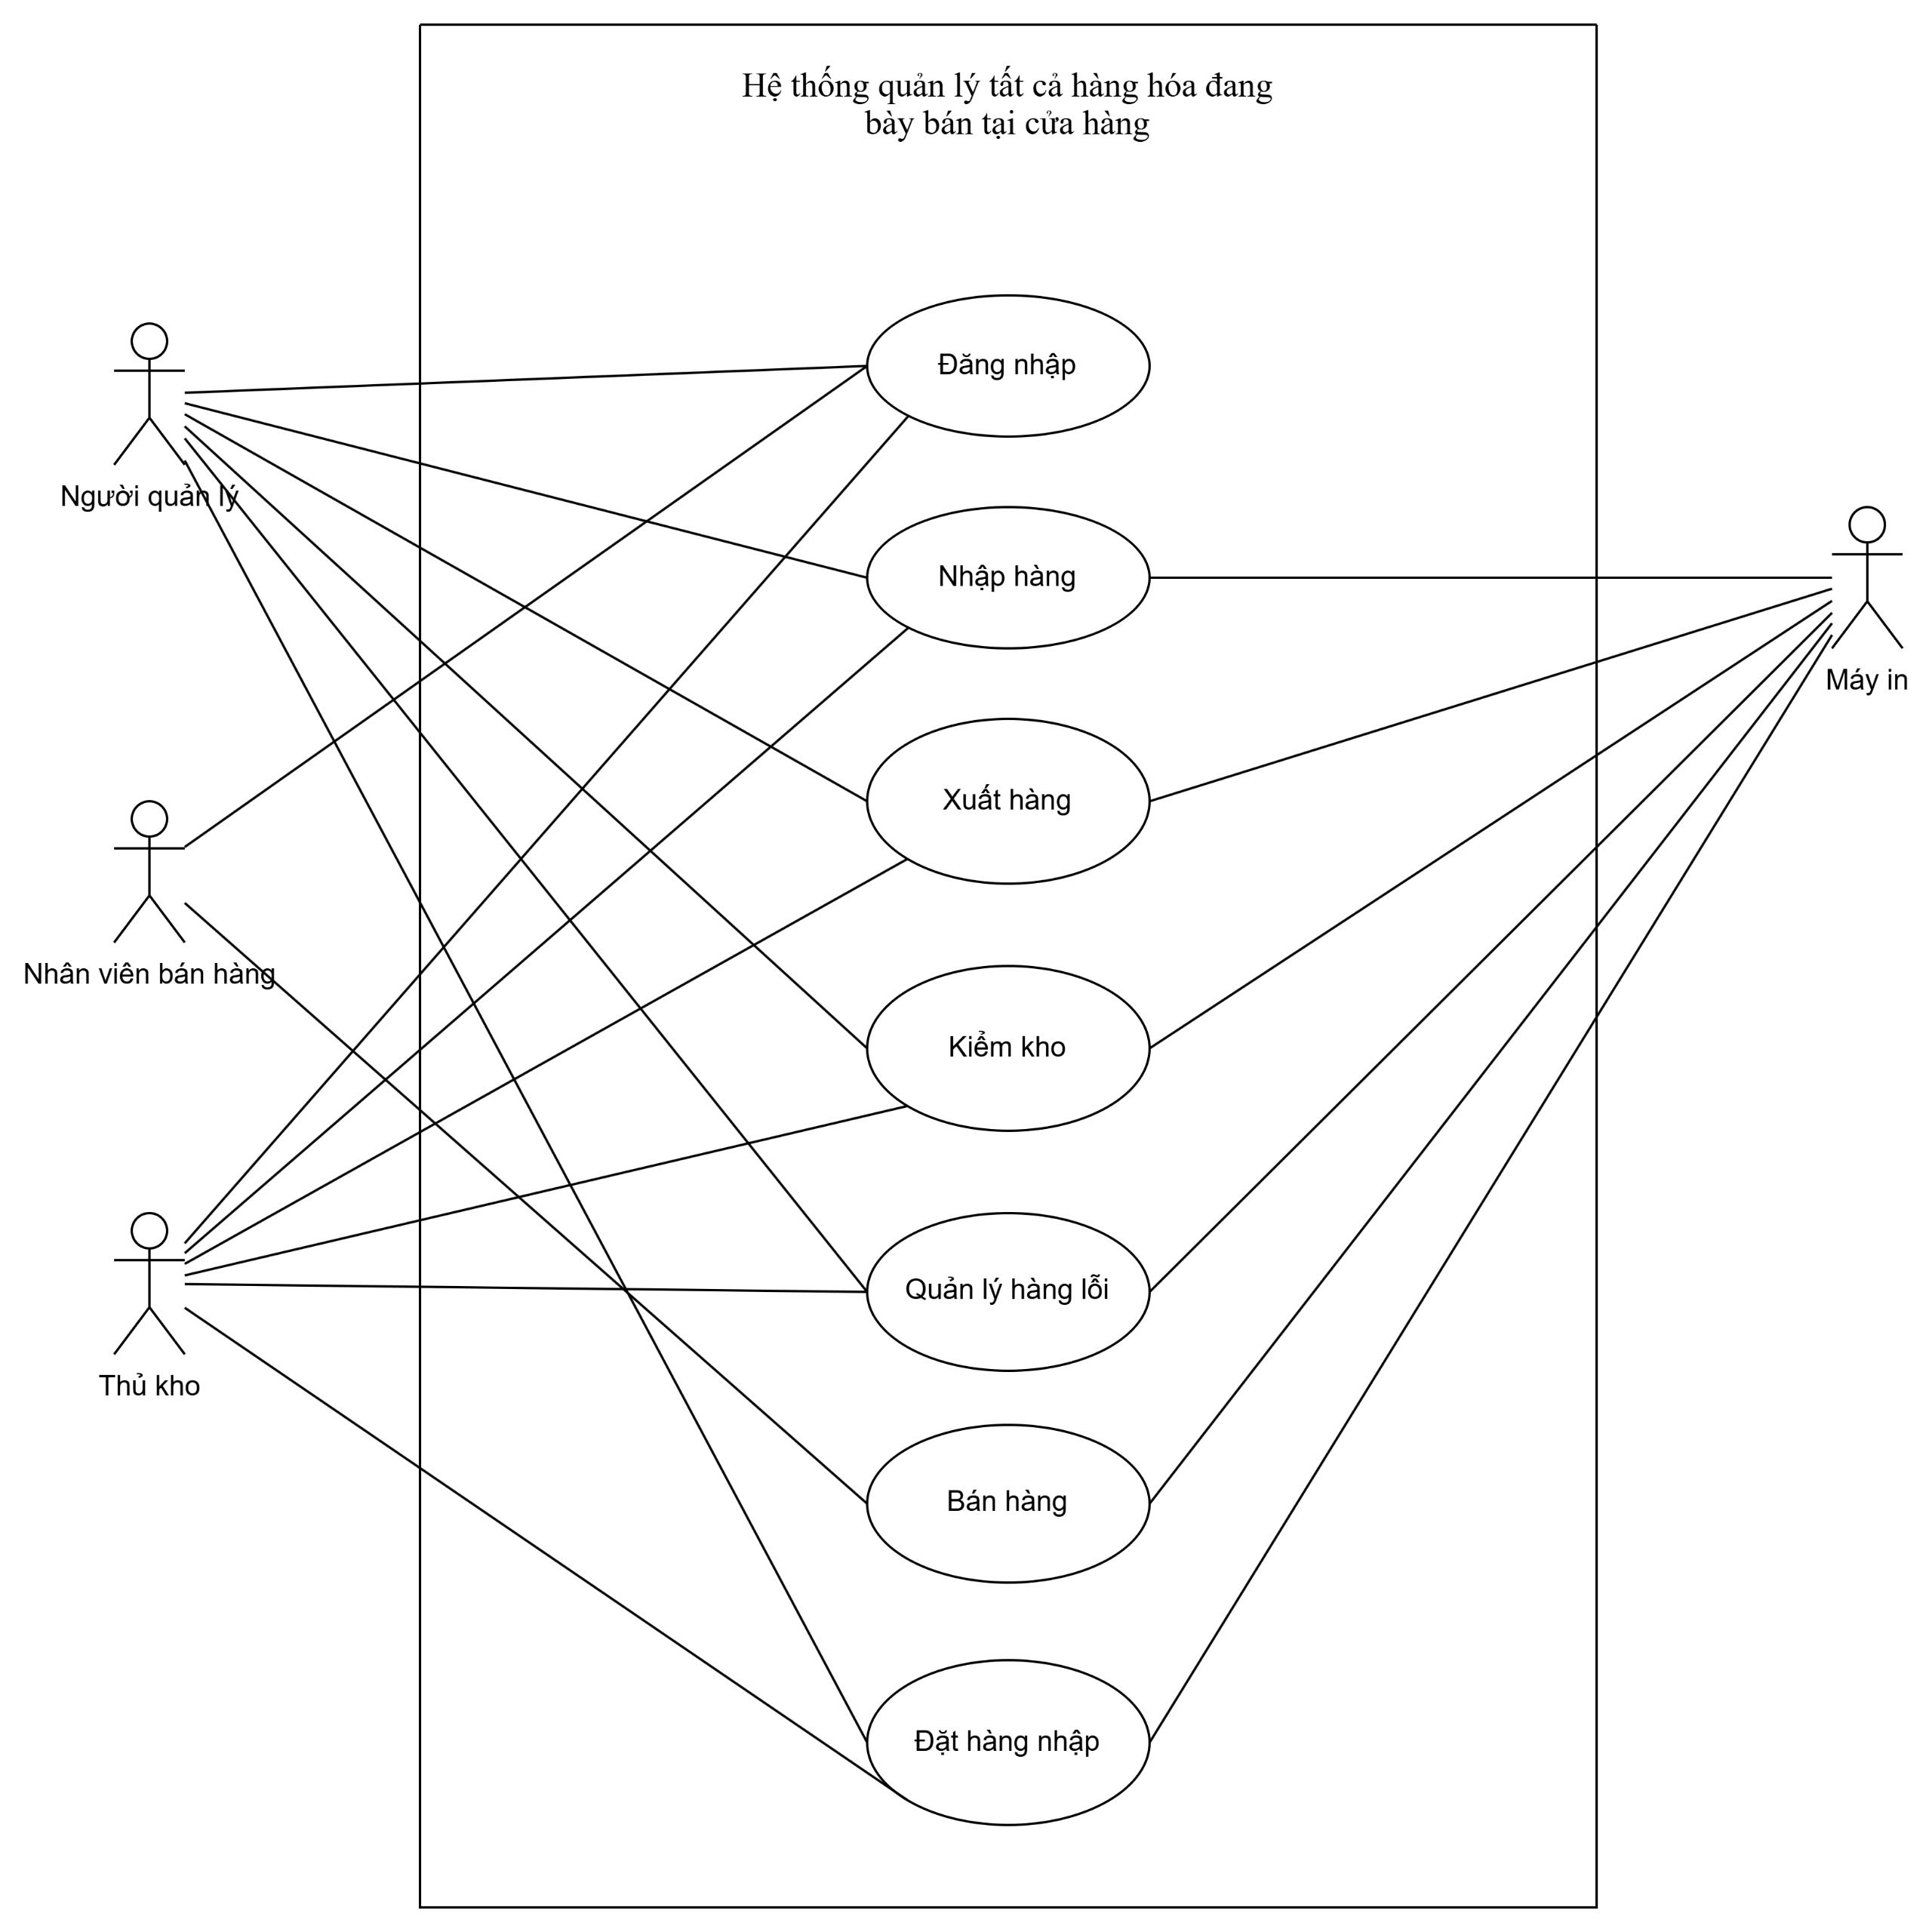 Hệ thống quản lý tất cả hàng hóa đang
bày bán tại cửa hàng
Đăng nhập
Người quản lý
Nhập hàng
Máy in
Xuất hàng
Nhân viên bán hàng
Kiểm kho
Quản lý hàng lỗi
Thủ kho
Bán hàng
Đặt hàng nhập